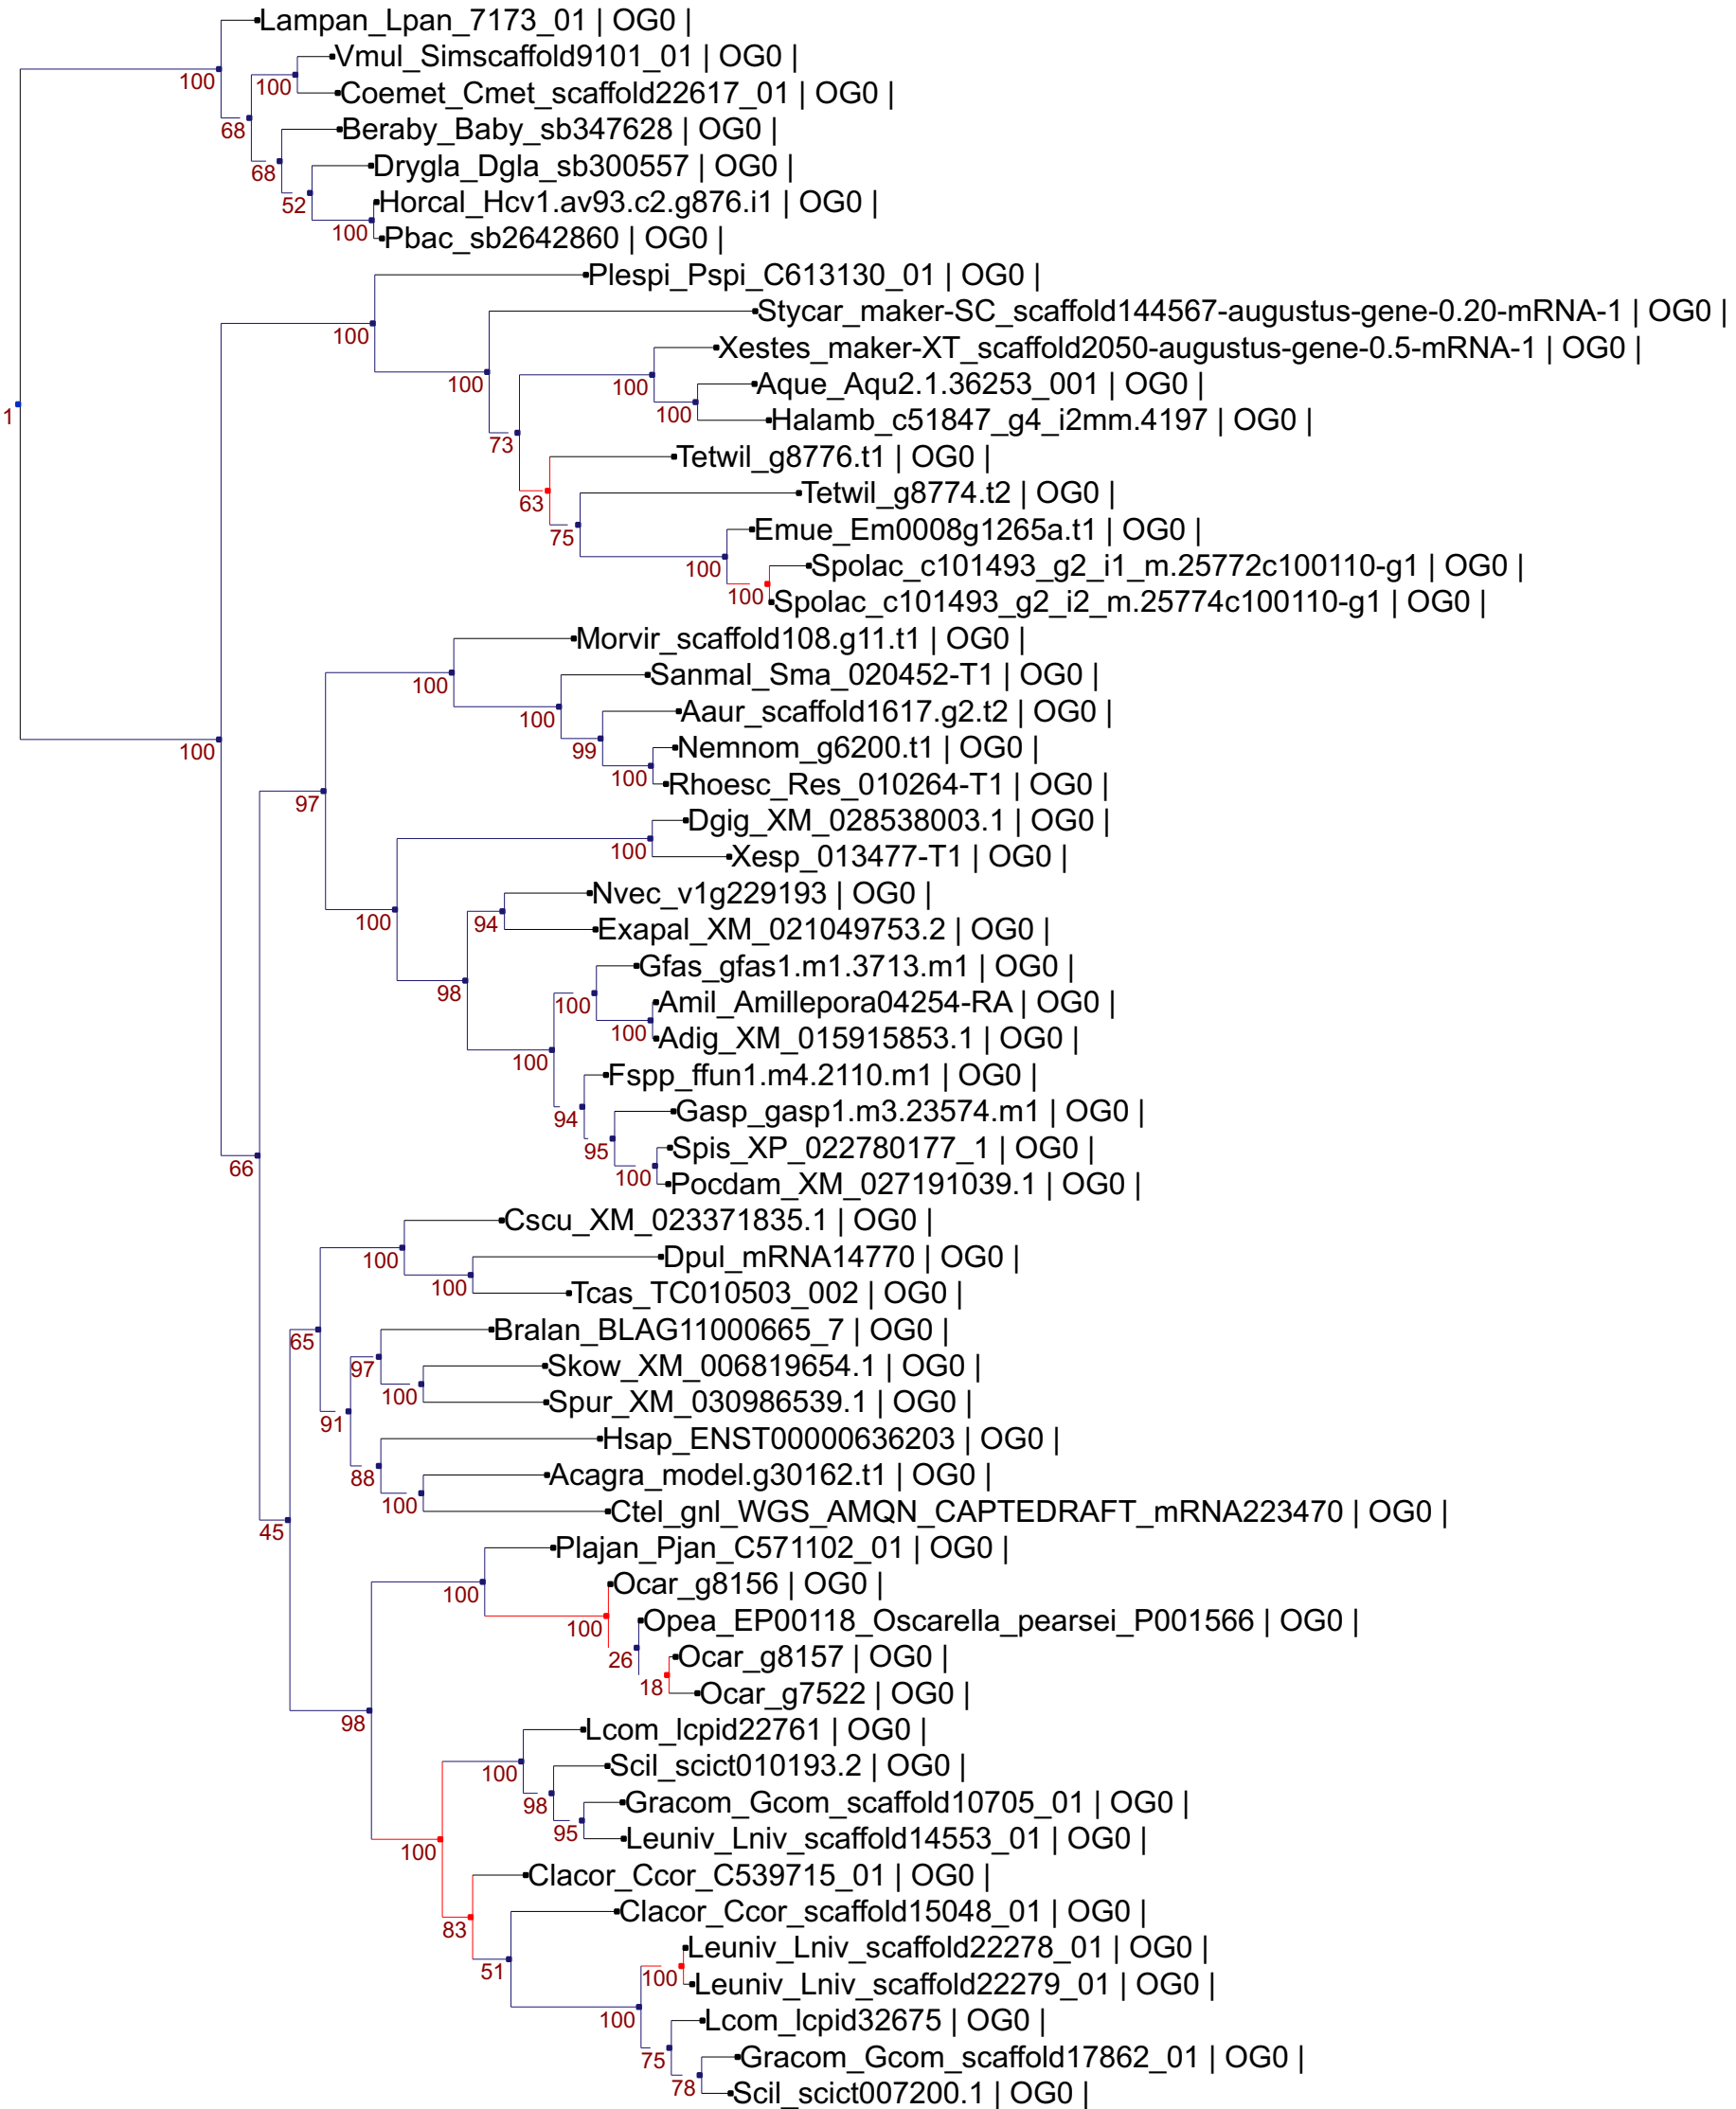 Lampan_Lpan_7173_01 | OG0 |
Vmul_Simscaffold9101_01 | OG0 |
100
100
Coemet_Cmet_scaffold22617_01 | OG0 |
68
Beraby_Baby_sb347628 | OG0 |
68
Drygla_Dgla_sb300557 | OG0 |
52
Horcal_Hcv1.av93.c2.g876.i1 | OG0 |
100
Pbac_sb2642860 | OG0 |
Plespi_Pspi_C613130_01 | OG0 |
Stycar_maker-SC_scaffold144567-augustus-gene-0.20-mRNA-1 | OG0 |
100
Xestes_maker-XT_scaffold2050-augustus-gene-0.5-mRNA-1 | OG0 |
100
100
Aque_Aqu2.1.36253_001 | OG0 |
1
100
Halamb_c51847_g4_i2mm.4197 | OG0 |
73
Tetwil_g8776.t1 | OG0 |
63
Tetwil_g8774.t2 | OG0 |
75
Emue_Em0008g1265a.t1 | OG0 |
100
Spolac_c101493_g2_i1_m.25772c100110-g1 | OG0 |
100
Spolac_c101493_g2_i2_m.25774c100110-g1 | OG0 |
Morvir_scaffold108.g11.t1 | OG0 |
100
Sanmal_Sma_020452-T1 | OG0 |
100
Aaur_scaffold1617.g2.t2 | OG0 |
100
99
Nemnom_g6200.t1 | OG0 |
100
Rhoesc_Res_010264-T1 | OG0 |
97
Dgig_XM_028538003.1 | OG0 |
100
Xesp_013477-T1 | OG0 |
Nvec_v1g229193 | OG0 |
100
94
Exapal_XM_021049753.2 | OG0 |
Gfas_gfas1.m1.3713.m1 | OG0 |
98
100
Amil_Amillepora04254-RA | OG0 |
100
Adig_XM_015915853.1 | OG0 |
100
Fspp_ffun1.m4.2110.m1 | OG0 |
94
Gasp_gasp1.m3.23574.m1 | OG0 |
95
Spis_XP_022780177_1 | OG0 |
66
100
Pocdam_XM_027191039.1 | OG0 |
Cscu_XM_023371835.1 | OG0 |
100
Dpul_mRNA14770 | OG0 |
100
Tcas_TC010503_002 | OG0 |
65
Bralan_BLAG11000665_7 | OG0 |
97
Skow_XM_006819654.1 | OG0 |
100
Spur_XM_030986539.1 | OG0 |
91
Hsap_ENST00000636203 | OG0 |
88
Acagra_model.g30162.t1 | OG0 |
100
Ctel_gnl_WGS_AMQN_CAPTEDRAFT_mRNA223470 | OG0 |
45
Plajan_Pjan_C571102_01 | OG0 |
100
Ocar_g8156 | OG0 |
100
Opea_EP00118_Oscarella_pearsei_P001566 | OG0 |
26
Ocar_g8157 | OG0 |
18
Ocar_g7522 | OG0 |
98
Lcom_lcpid22761 | OG0 |
100
Scil_scict010193.2 | OG0 |
98
Gracom_Gcom_scaffold10705_01 | OG0 |
95
Leuniv_Lniv_scaffold14553_01 | OG0 |
100
Clacor_Ccor_C539715_01 | OG0 |
83
Clacor_Ccor_scaffold15048_01 | OG0 |
Leuniv_Lniv_scaffold22278_01 | OG0 |
51
100
Leuniv_Lniv_scaffold22279_01 | OG0 |
100
Lcom_lcpid32675 | OG0 |
75
Gracom_Gcom_scaffold17862_01 | OG0 |
78
Scil_scict007200.1 | OG0 |